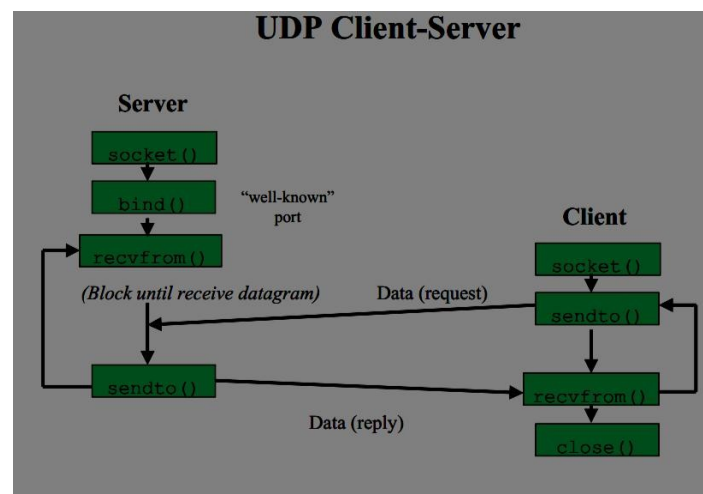 UDP Client-Server
Server
socket()
bind()
“well-known”
port
recvfrom()
(Block until receive datagram)
sendto()
Client
socket()
Data (request)
sendto()
recvfrom()
Data (reply)
close()